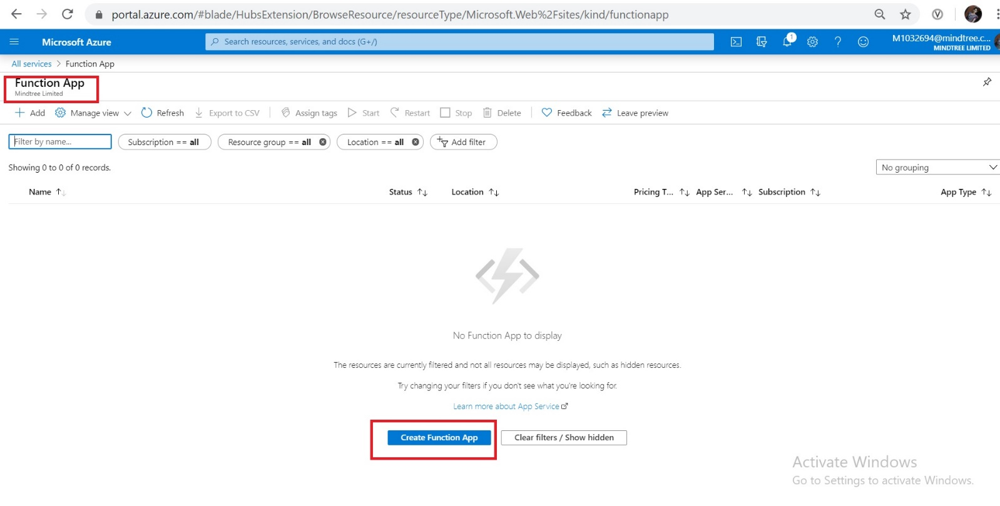 portal.azure.com/#blade/HubsExtension/BrowseResource/resourceType/Microsoft.Web%2Fsites/kind/functionapp
Microsoft Azure
Search resources, services, and docs (G+/)
1
M1032694@mindtree.c...
MINDTREE LIMITED
All services > Function App
Function App
Mindtree Limited
Add Manage view Refresh Export to CSV Assign tags Start Restart Stop Delete Feedback Leave preview
Filter by name... Subscription == all Resource group == all Location == all Add filter
Showing 0 to 0 of 0 records.
No grouping
Name Status Location Pricing T... App Ser... Subscription App Type
No Function App to display
The resources are currently filtered and not all resources may be displayed, such as hidden resources.
Try changing your filters if you don't see what you're looking for.
Learn more about App Service
Create Function App Clear filters / Show hidden
Activate Windows
Go to Settings to activate Windows.